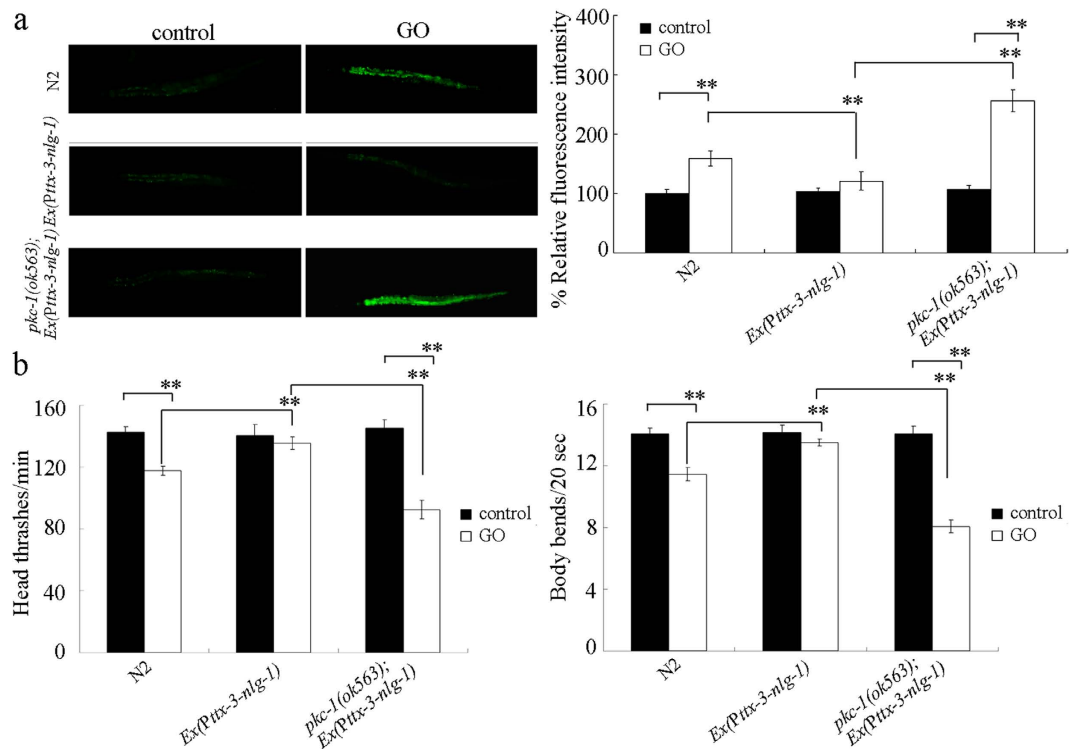 a
control
GO
N2
Ex(Pttx-3-nlg-1)
pkc-1(ok563);
Ex(Pttx-3-nlg-1)
% Relative fluorescence intensity
400
300
200
100
0
control
GO
**
**
**
**
**
N2
Ex(Pttx-3-nlg-1)
pkc-1(ok563);
Ex(Pttx-3-nlg-1)
b
Head thrashes/min
160
120
80
40
0
**
**
**
**
control
GO
N2
Ex(Pttx-3-nlg-1)
pkc-1(ok563);
Ex(Pttx-3-nlg-1)
Body bends/20 sec
16
12
8
4
0
**
**
**
**
control
GO
N2
Ex(Pttx-3-nlg-1)
pkc-1(ok563);
Ex(Pttx-3-nlg-1)